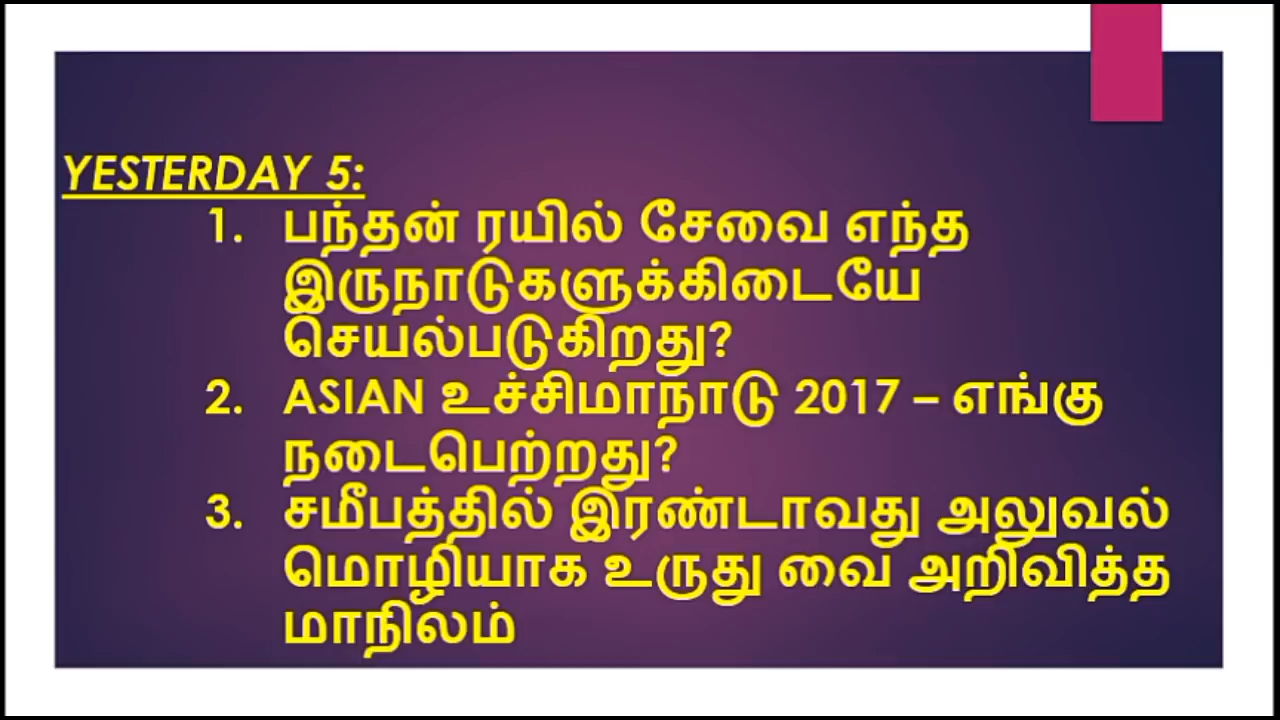 YESTERDAY 5:
1. பந்தன் ரயில் சேவை எந்த
இருநாடுகளுக்கிடையே
செயல்படுகிறது?
2. ASIAN உச்சிமாநாடு 2017 – எங்கு
நடைபெற்றது?
3. சமீபத்தில் இரண்டாவது அலுவல்
மொழியாக உருது வை அறிவித்த
மாநிலம்